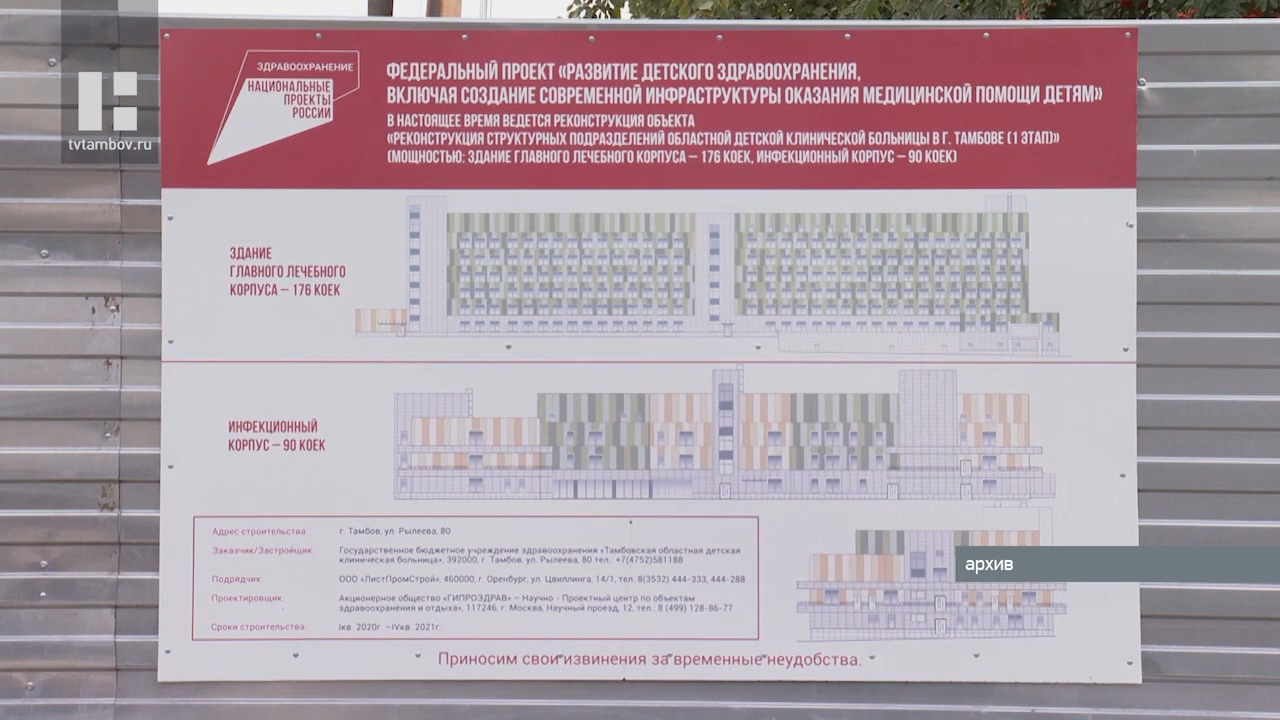 tvtambov.ru
ЗДРАВООХРАНЕНИЕ
НАЦИОНАЛЬНЫЕ
ПРОЕКТЫ
РОССИИ
ФЕДЕРАЛЬНЫЙ ПРОЕКТ «РАЗВИТИЕ ДЕТСКОГО ЗДРАВООХРАНЕНИЯ,
ВКЛЮЧАЯ СОЗДАНИЕ СОВРЕМЕННОЙ ИНФРАСТРУКТУРЫ ОКАЗАНИЯ МЕДИЦИНСКОЙ ПОМОЩИ ДЕТЯМ»
В НАСТОЯЩЕЕ ВРЕМЯ ВЕДЕТСЯ РЕКОНСТРУКЦИЯ ОБЪЕКТА
«РЕКОНСТРУКЦИЯ СТРУКТУРНЫХ ПОДРАЗДЕЛЕНИЙ ОБЛАСТНОЙ ДЕТСКОЙ КЛИНИЧЕСКОЙ БОЛЬНИЦЫ В Г. ТАМБОВЕ (1 ЭТАП)»
(МОЩНОСТЬЮ: ЗДАНИЕ ГЛАВНОГО ЛЕЧЕБНОГО КОРПУСА – 176 КОЕК, ИНФЕКЦИОННЫЙ КОРПУС – 90 КОЕК)
ЗДАНИЕ
ГЛАВНОГО ЛЕЧЕБНОГО
КОРПУСА – 176 КОЕК
ИНФЕКЦИОННЫЙ
КОРПУС – 90 КОЕК
Адрес строительства: г. Тамбов, ул. Рылеева, 80
Заказчик/Застройщик: Государственное бюджетное учреждение здравоохранения «Тамбовская областная детская
клиническая больница», 392000, г. Тамбов, ул. Рылеева, 80 тел.: +7(4752)581188
Подрядчик: ООО «ЛистПромСтрой», 460000, г. Оренбург, ул. Цвиллинга, 14/1, тел. 8(3532) 444-333, 444-288
Проектировщик: Акционерное общество «ГИПРОЗДРАВ» – Научно - Проектный центр по объектам
здравоохранения и отдыха», 117246, г. Москва, Научный проезд, 12, тел.: 8 (499) 128-86-77
Сроки строительства: Iкв. 2020г. –IVкв. 2021г.
архив
Приносим свои извинения за временные неудобства.